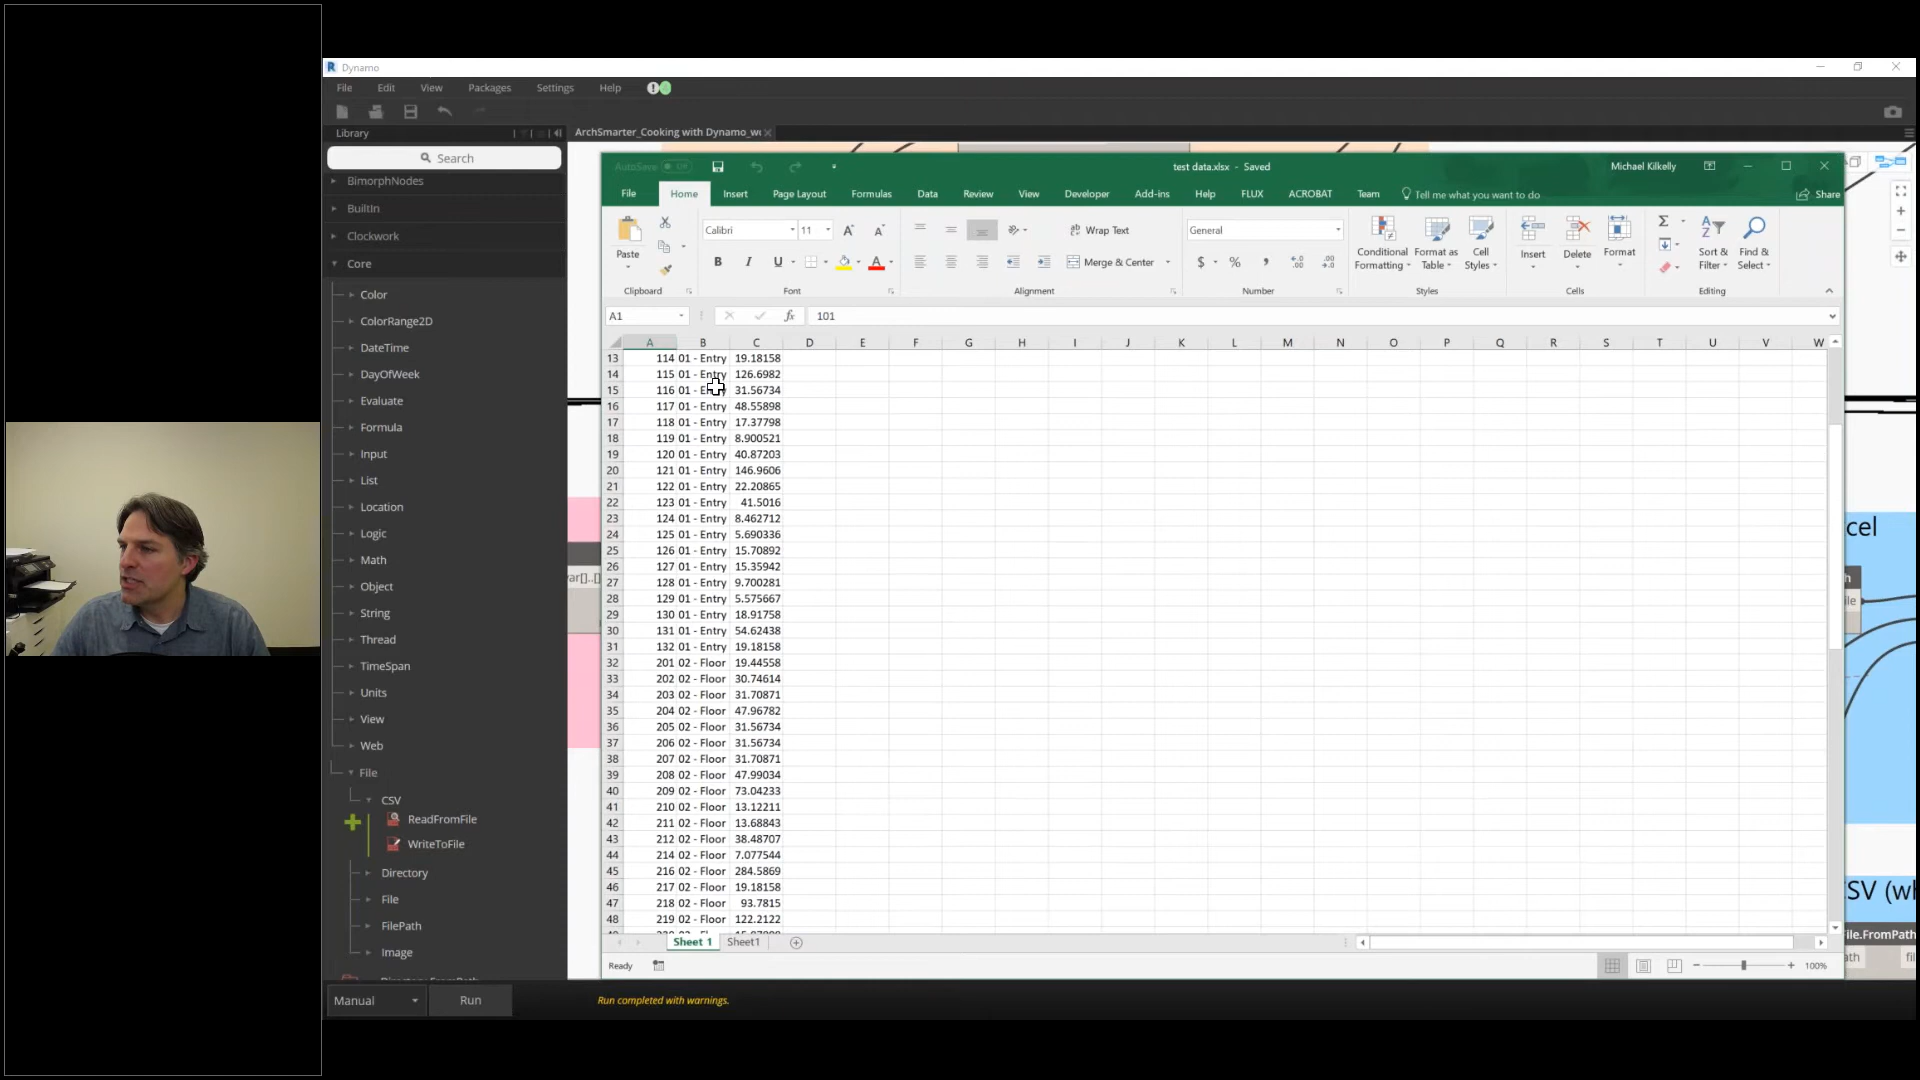 Dynamo
File Edit View Packages Settings Help
Library
ArchSmarter_Cooking with Dynamo_wo
Search
BimorphNodes
BuiltIn
Clockwork
Core
Color
ColorRange2D
DateTime
DayOfWeek
Evaluate
Formula
Input
List
Location
Logic
Math
Object
String
Thread
TimeSpan
Units
View
Web
File
CSV
ReadFromFile
WriteToFile
Directory
File
FilePath
Image
Manual Run Run completed with warnings.
AutoSave test data.xlsx - Saved Michael Kilkelly
File Home Insert Page Layout Formulas Data Review View Developer Add-ins Help FLUX ACROBAT Team Tell me what you want to do Share
Paste Calibri 11 Wrap Text General Conditional Format as Cell Insert Delete Format Sort & Find &
B I U Merge & Center $ % Formatting Table Styles Filter Select
Clipboard Font Alignment Number Styles Cells Editing
A1 fx 101
A B C D E F G H I J K L M N O P Q R S T U V W
13 114 01 - Entry 19.18158
14 115 01 - Entry 126.6982
15 116 01 - Entry 31.56734
16 117 01 - Entry 48.55898
17 118 01 - Entry 17.37798
18 119 01 - Entry 8.900521
19 120 01 - Entry 40.87203
20 121 01 - Entry 146.9606
21 122 01 - Entry 22.20865
22 123 01 - Entry 41.5016
23 124 01 - Entry 8.462712
24 125 01 - Entry 5.690336
25 126 01 - Entry 15.70892
26 127 01 - Entry 15.35942
27 128 01 - Entry 9.700281
28 129 01 - Entry 5.575667
29 130 01 - Entry 18.91758
30 131 01 - Entry 54.62438
31 132 01 - Entry 19.18158
32 201 02 - Floor 19.44558
33 202 02 - Floor 30.74614
34 203 02 - Floor 31.70871
35 204 02 - Floor 47.96782
36 205 02 - Floor 31.56734
37 206 02 - Floor 31.56734
38 207 02 - Floor 31.70871
39 208 02 - Floor 47.99034
40 209 02 - Floor 73.04233
41 210 02 - Floor 13.12211
42 211 02 - Floor 13.68843
43 212 02 - Floor 38.48707
44 214 02 - Floor 7.077544
45 216 02 - Floor 284.5869
46 217 02 - Floor 19.18158
47 218 02 - Floor 93.7815
48 219 02 - Floor 122.2122
Sheet 1 Sheet1
Ready 100%
var[]..[]
cel
h
ile
CSV (wh
File.FromPath
ath fil